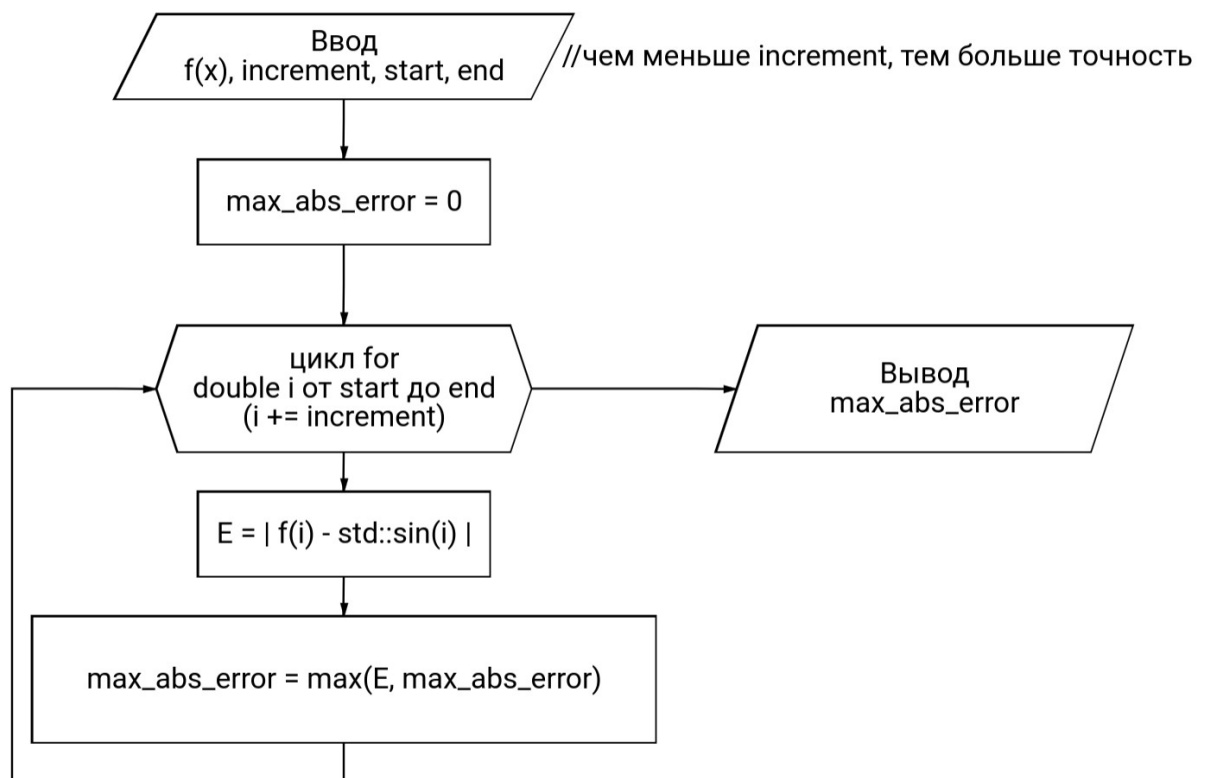 Ввод
f(x), increment, start, end
//чем меньше increment, тем больше точность
max_abs_error = 0
цикл for
double i от start до end
(i += increment)
Вывод
max_abs_error
E = | f(i) - std::sin(i) |
max_abs_error = max(E, max_abs_error)